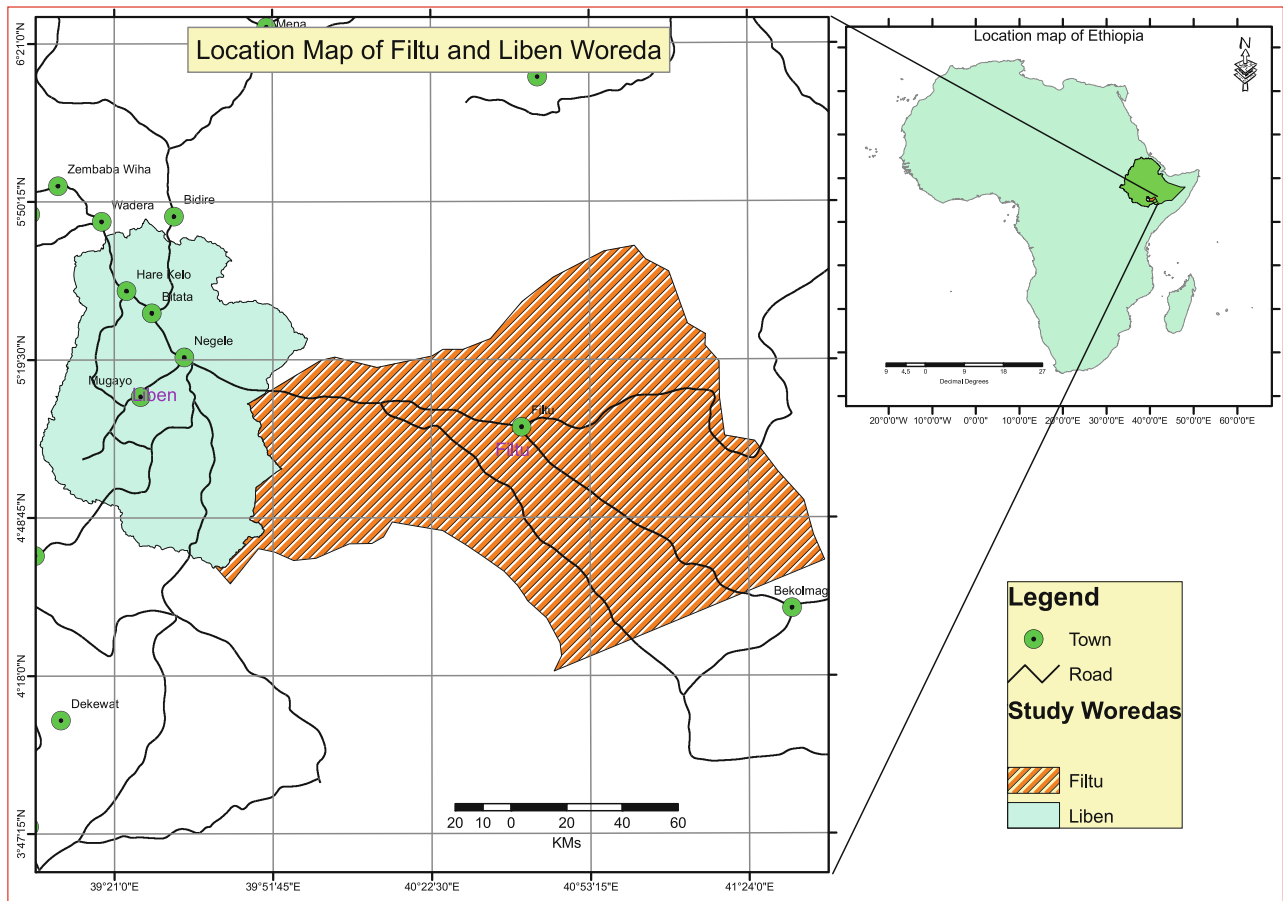 Location Map of Filtu and Liben Woreda
Mena
6°21'0"N
5°50'15"N
5°19'30"N
4°48'45"N
4°18'0"N
3°47'15"N
Zembaba Wiha
Wadera
Bidire
Hare Kelo
Bitata
Negele
Mugayo
Liben
Filtu
Filtu
Bekolmag
Dekewat
20 10 0 20 40 60
KMs
39°21'0"E 39°51'45"E 40°22'30"E 40°53'15"E 41°24'0"E
Location map of Ethiopia
N
9 4.5 0 9 18 27
Decimal Degrees
20°0'0"W 10°0'0"W 0°0'0" 10°0'0"E 20°0'0"E 30°0'0"E 40°0'0"E 50°0'0"E 60°0'0"E
Legend
Town
Road
Study Woredas
Filtu
Liben